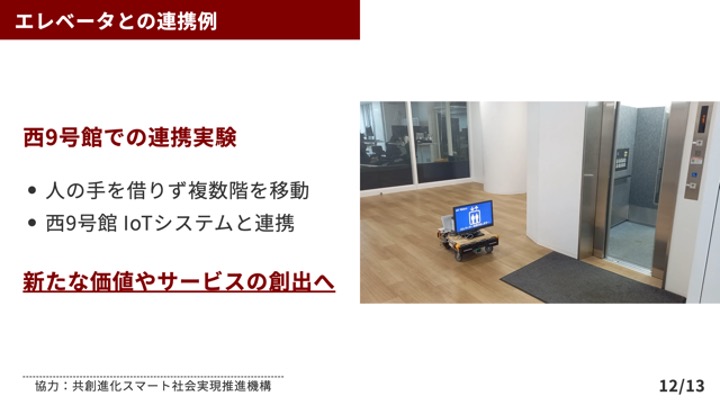 エレベータとの連携例
西9号館での連携実験
• 人の手を借りず複数階を移動
• 西9号館 IoTシステムと連携
新たな価値やサービスの創出へ
協力：共創進化スマート社会実現推進機構
12/13